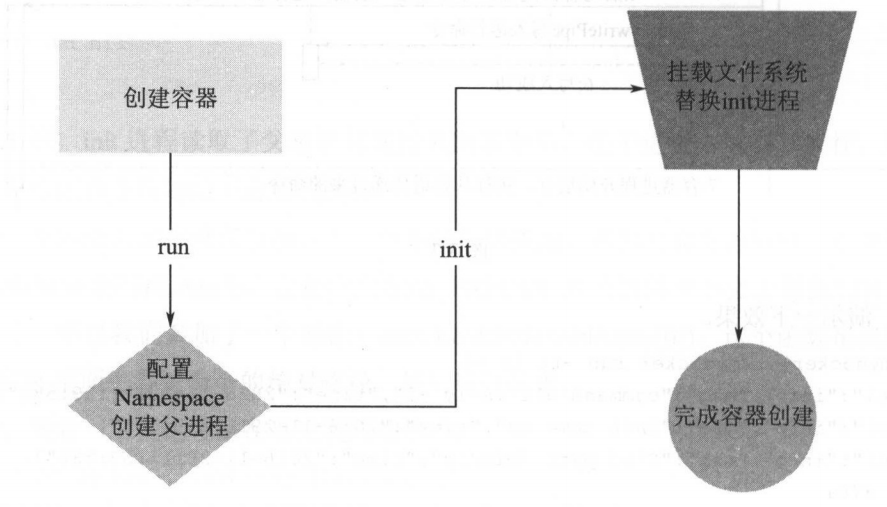 创建容器
run
配置
Namespace
创建父进程
init
挂载文件系统
替换init进程
完成容器创建